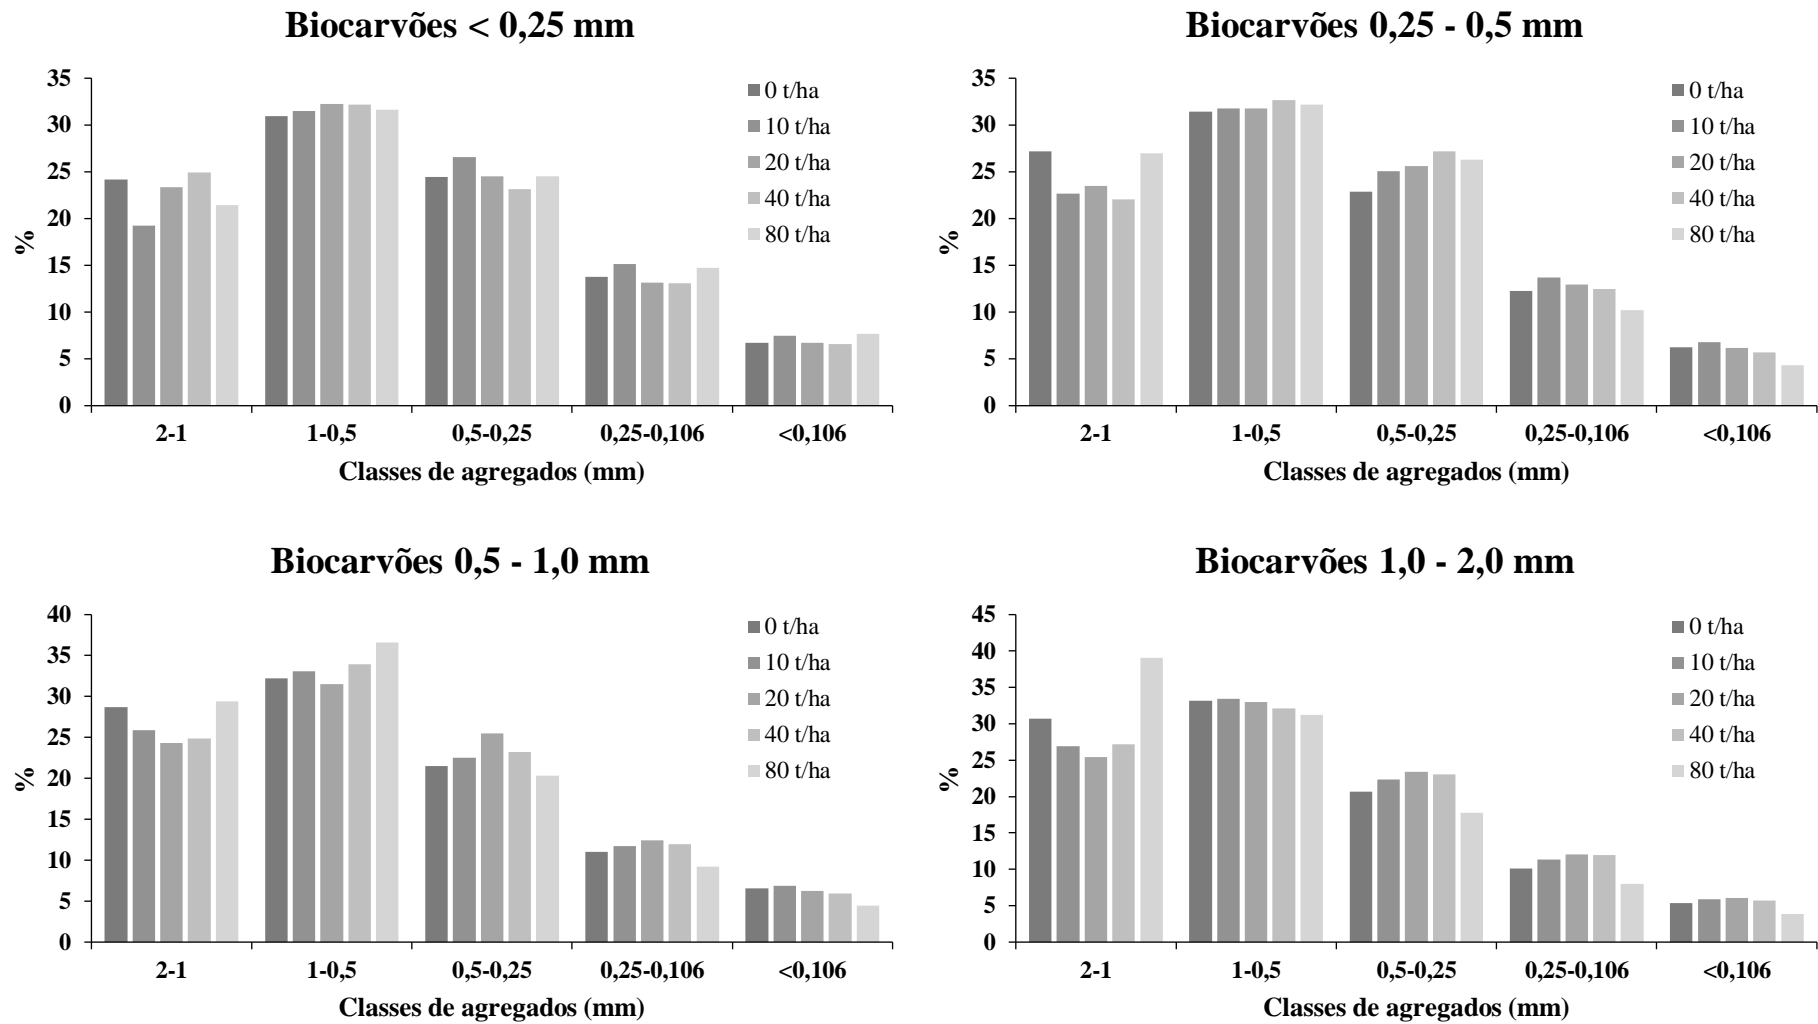 Biocarvões < 0,25 mm
35
30
25
20
15
10
5
0
%
0 t/ha
10 t/ha
20 t/ha
40 t/ha
80 t/ha
2-1 1-0,5 0,5-0,25 0,25-0,106 <0,106
Classes de agregados (mm)
Biocarvões 0,25 - 0,5 mm
35
30
25
20
15
10
5
0
%
0 t/ha
10 t/ha
20 t/ha
40 t/ha
80 t/ha
2-1 1-0,5 0,5-0,25 0,25-0,106 <0,106
Classes de agregados (mm)
Biocarvões 0,5 - 1,0 mm
40
35
30
25
20
15
10
5
0
%
0 t/ha
10 t/ha
20 t/ha
40 t/ha
80 t/ha
2-1 1-0,5 0,5-0,25 0,25-0,106 <0,106
Classes de agregados (mm)
Biocarvões 1,0 - 2,0 mm
45
40
35
30
25
20
15
10
5
0
%
0 t/ha
10 t/ha
20 t/ha
40 t/ha
80 t/ha
2-1 1-0,5 0,5-0,25 0,25-0,106 <0,106
Classes de agregados (mm)